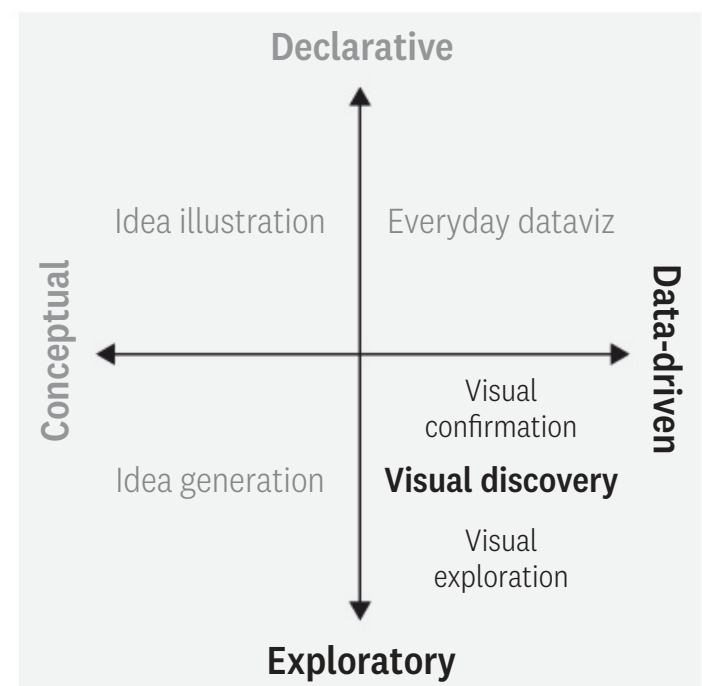 Declarative
Idea illustration
Everyday dataviz
Conceptual
Data-driven
Visual
confirmation
Idea generation
Visual discovery
Visual
exploration
Exploratory